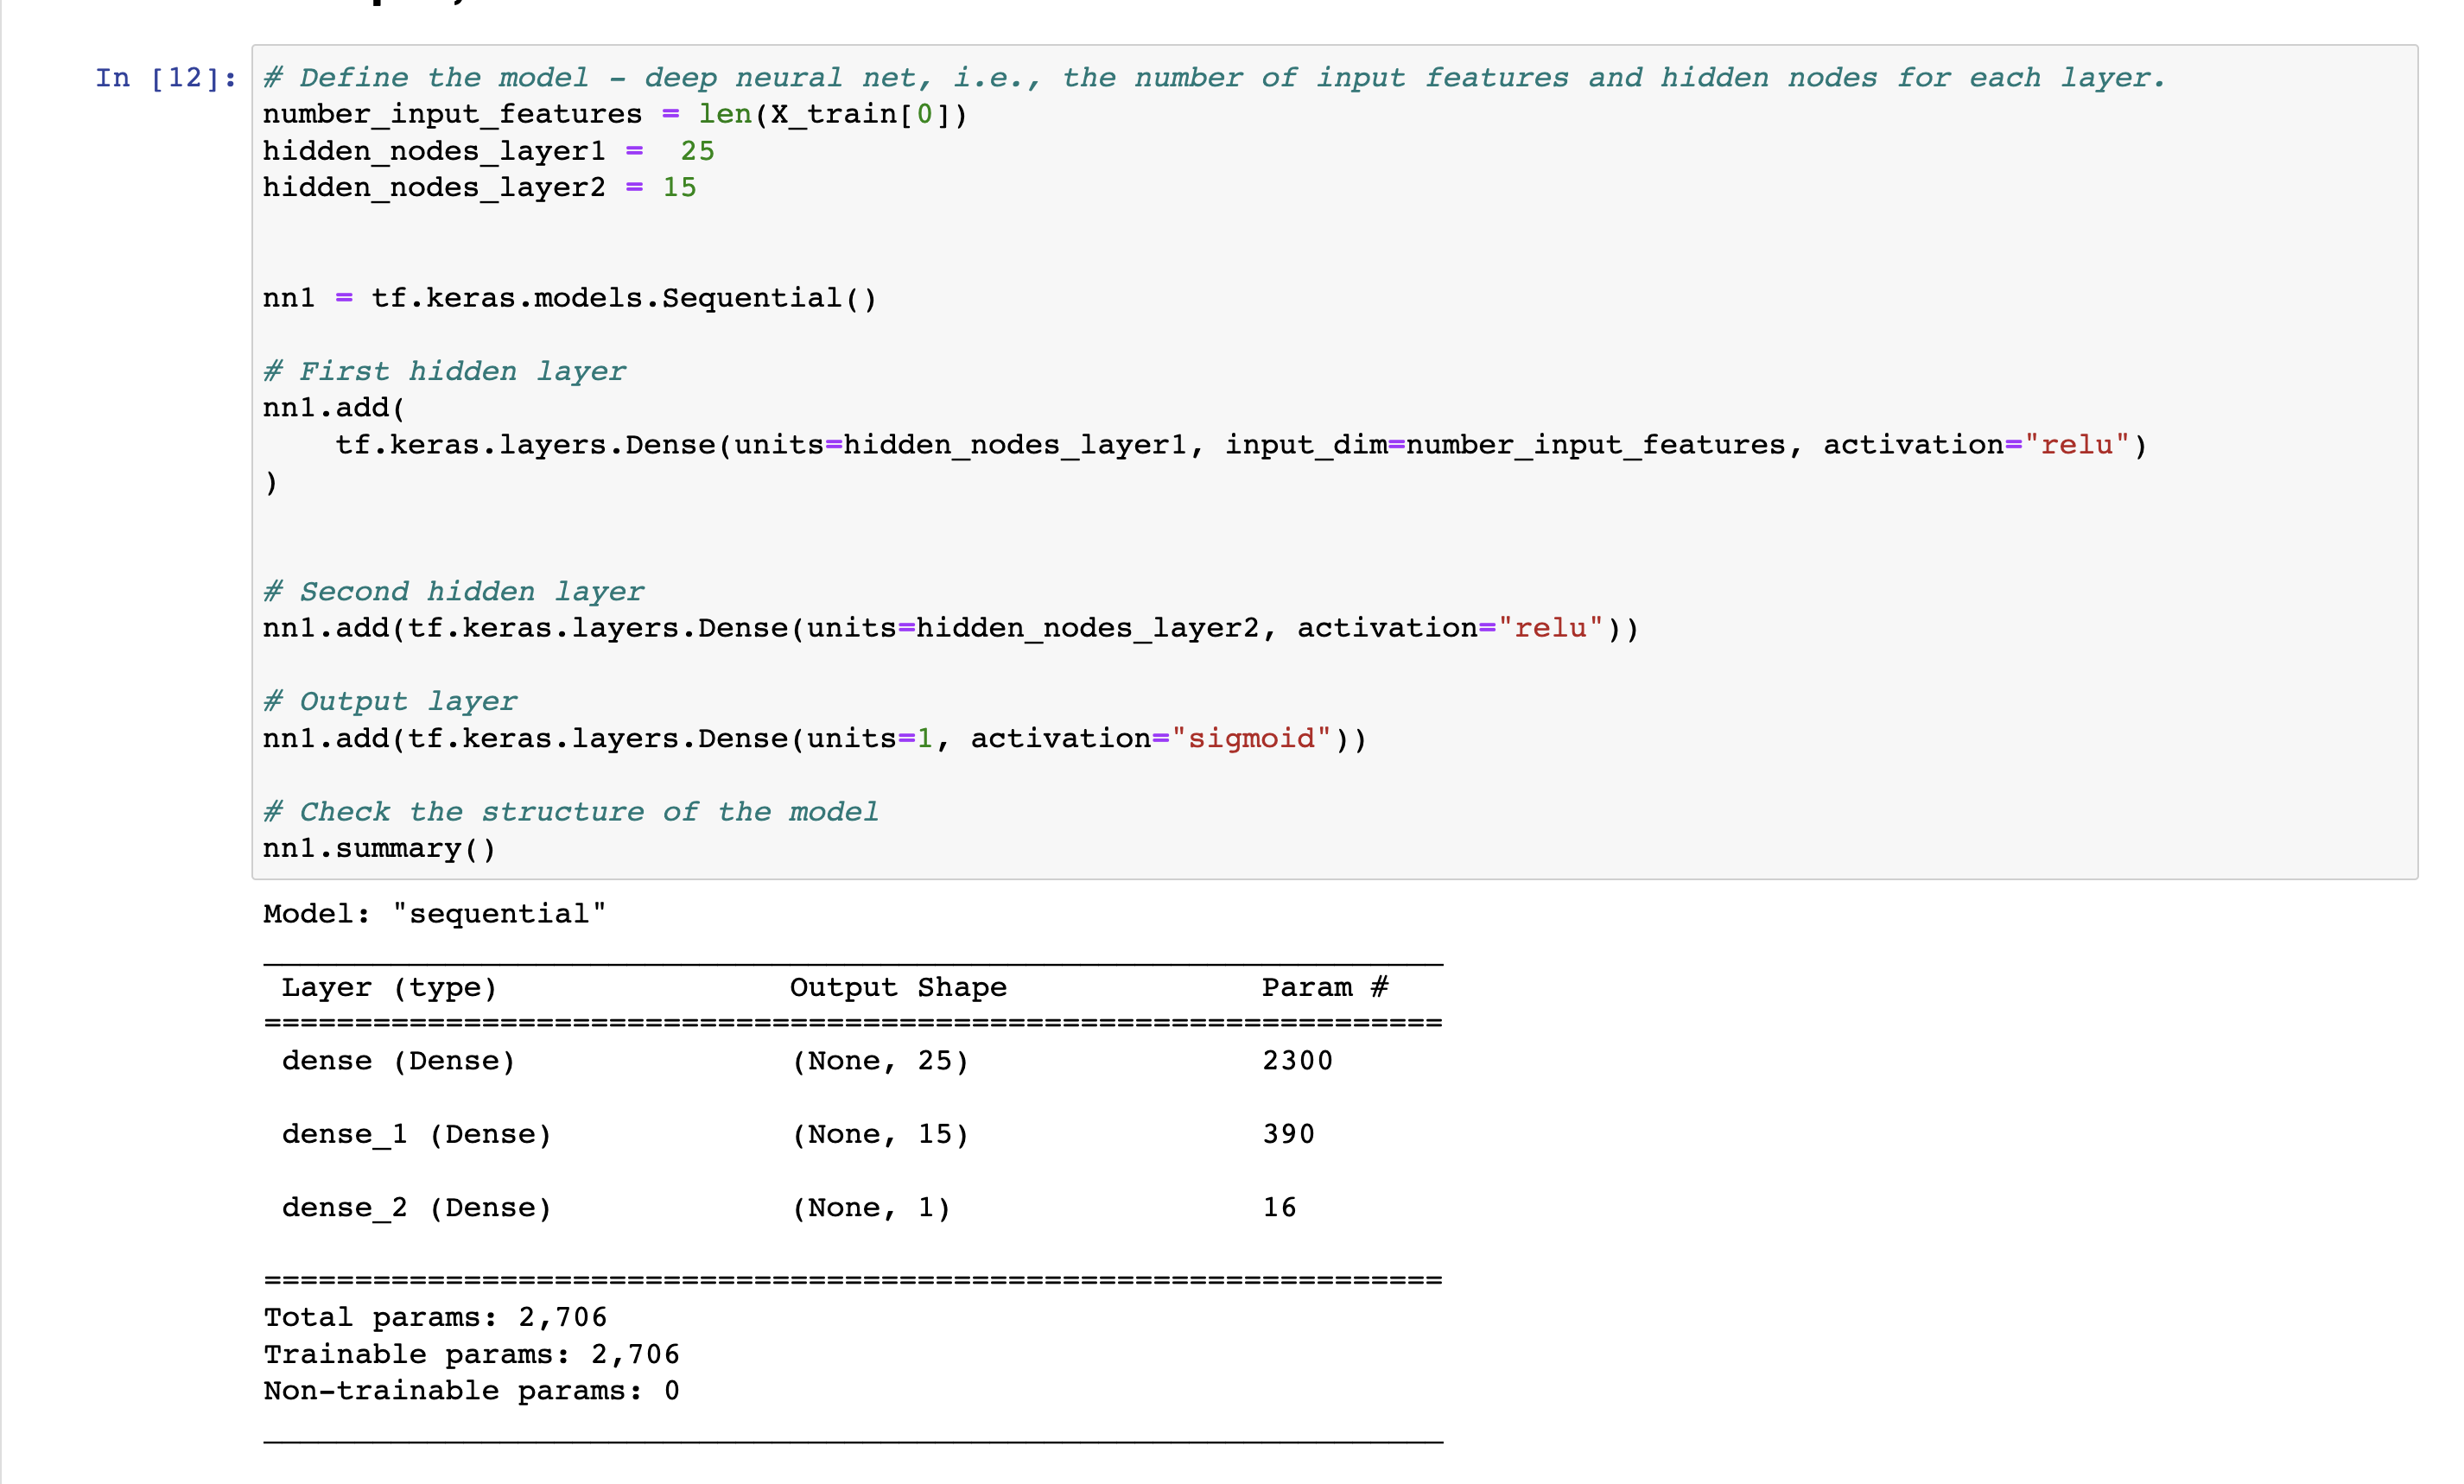 In [12]:
# Define the model - deep neural net, i.e., the number of input features and hidden nodes for each layer.
number_input_features = len(X_train[0])
hidden_nodes_layer1 =  25
hidden_nodes_layer2 = 15
nn1 = tf.keras.models.Sequential()
# First hidden layer
nn1.add(
    tf.keras.layers.Dense(units=hidden_nodes_layer1, input_dim=number_input_features, activation="relu")
)
# Second hidden layer
nn1.add(tf.keras.layers.Dense(units=hidden_nodes_layer2, activation="relu"))
# Output layer
nn1.add(tf.keras.layers.Dense(units=1, activation="sigmoid"))
# Check the structure of the model
nn1.summary()
Model: "sequential"
_________________________________________________________________
 Layer (type)                Output Shape              Param #
=================================================================
 dense (Dense)               (None, 25)                2300
 dense_1 (Dense)             (None, 15)                390
 dense_2 (Dense)             (None, 1)                 16
=================================================================
Total params: 2,706
Trainable params: 2,706
Non-trainable params: 0
_________________________________________________________________